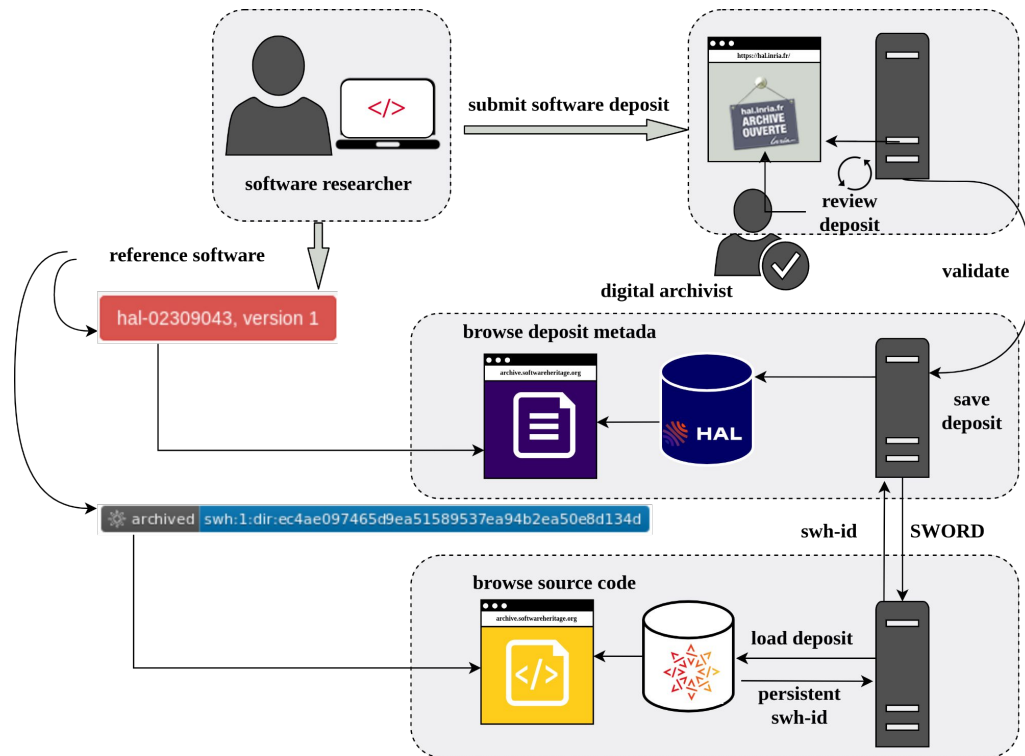 https://hal.inria.fr/
hal.inria.fr
ARCHIVE
OUVERTE
Inria
</>
submit software deposit
software researcher
review
deposit
reference software
digital archivist
validate
hal-02309043, version 1
browse deposit metada
archive.softwareheritage.org
HAL
save
deposit
archived swh:1:dir:ec4ae097465d9ea51589537ea94b2ea50e8d134d
swh-id
SWORD
browse source code
archive.softwareheritage.org
</>
load deposit
persistent
swh-id